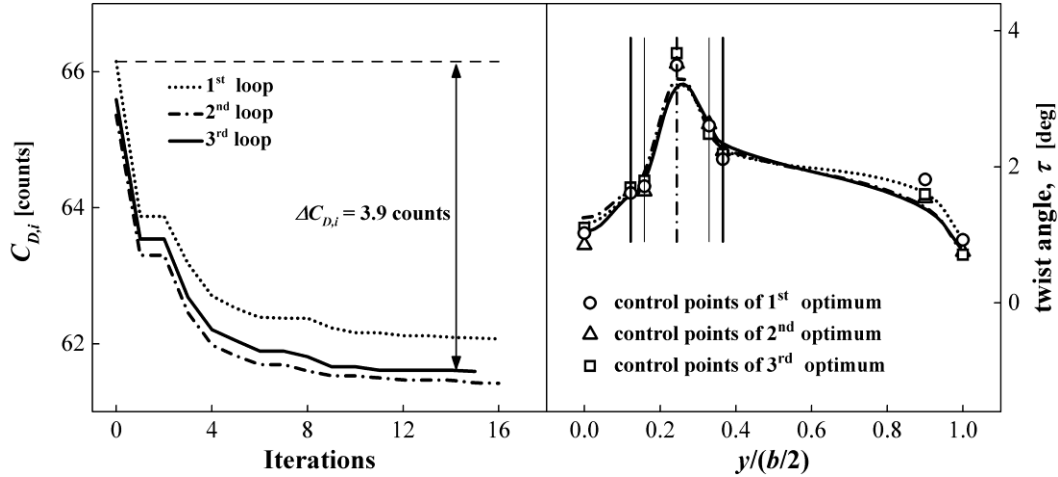 C_{D,i} [counts]
66
64
62
1st loop
2nd loop
3rd loop
ΔC_{D,i} = 3.9 counts
0
4
8
12
16
Iterations
4
2
0
twist angle, τ [deg]
control points of 1st optimum
control points of 2nd optimum
control points of 3rd optimum
0.0
0.2
0.4
0.6
0.8
1.0
y/(b/2)